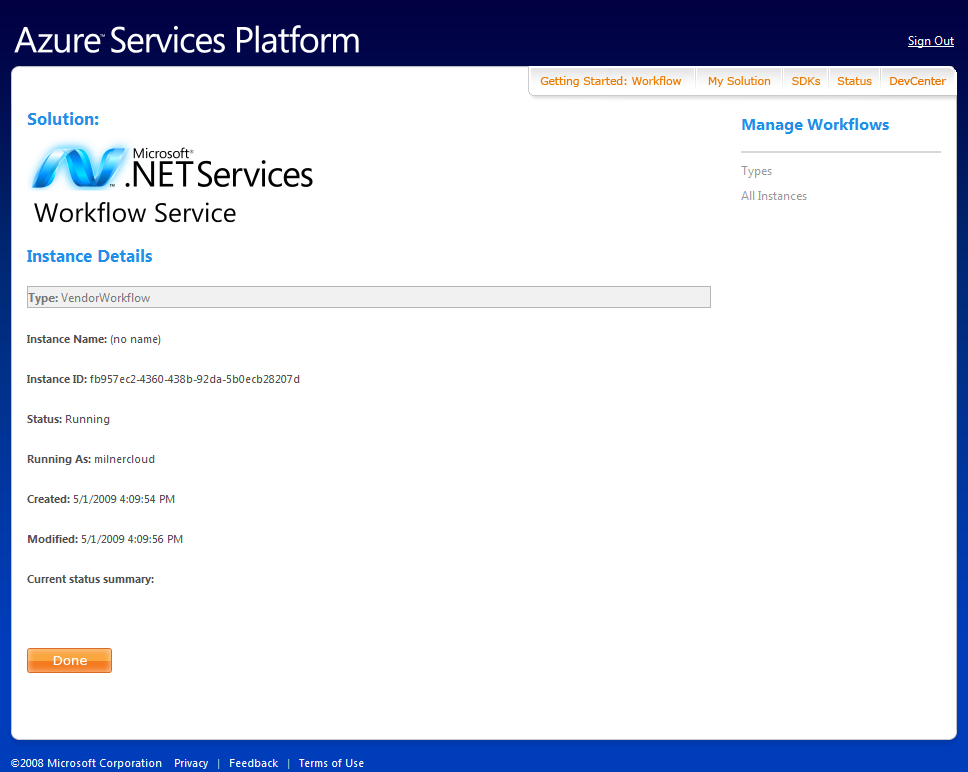 Azure™ Services Platform
Sign Out
Getting Started: Workflow My Solution SDKs Status DevCenter
Solution:
Microsoft®
.NET Services
™
Workflow Service
Instance Details
Type: VendorWorkflow
Instance Name: (no name)
Instance ID: fb957ec2-4360-438b-92da-5b0ecb28207d
Status: Running
Running As: milnercloud
Created: 5/1/2009 4:09:54 PM
Modified: 5/1/2009 4:09:56 PM
Current status summary:
Done
Manage Workflows
Types
All Instances
©2008 Microsoft Corporation Privacy | Feedback | Terms of Use